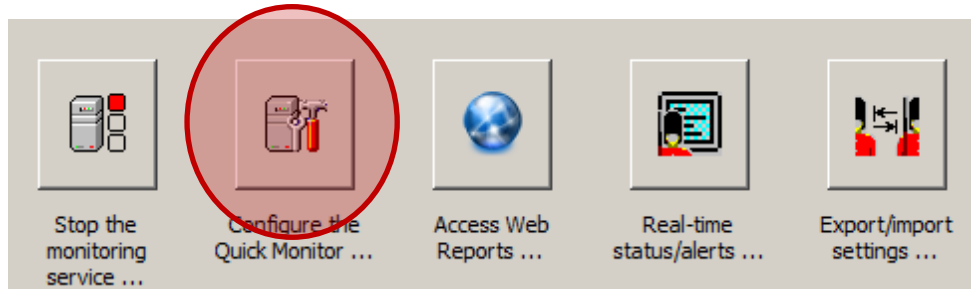 Stop the
monitoring
service ...
Configure the
Quick Monitor ...
Access Web
Reports ...
Real-time
status/alerts ...
Export/import
settings ...